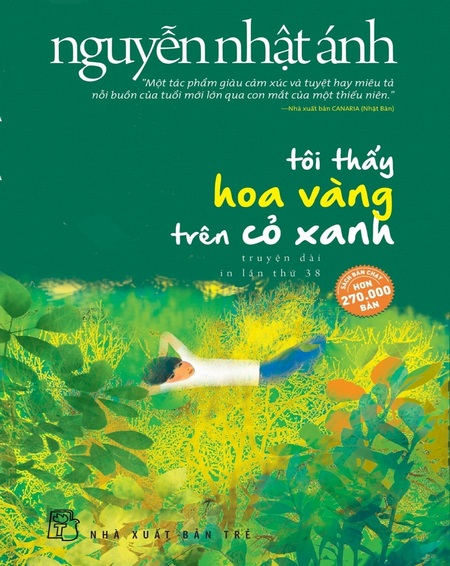 nguyễn nhật ánh
"Một tác phẩm giàu cảm xúc và tuyệt hay miêu tả
nỗi buồn của tuổi mới lớn qua con mắt của một thiếu niên."
—Nhà xuất bản CANARIA (Nhật Bản)
tôi thấy
hoa vàng
trên cỏ xanh
truyện dài
in lần thứ 38
SÁCH BÁN CHẠY
HƠN
270.000
BẢN
NHÀ XUẤT BẢN TRẺ